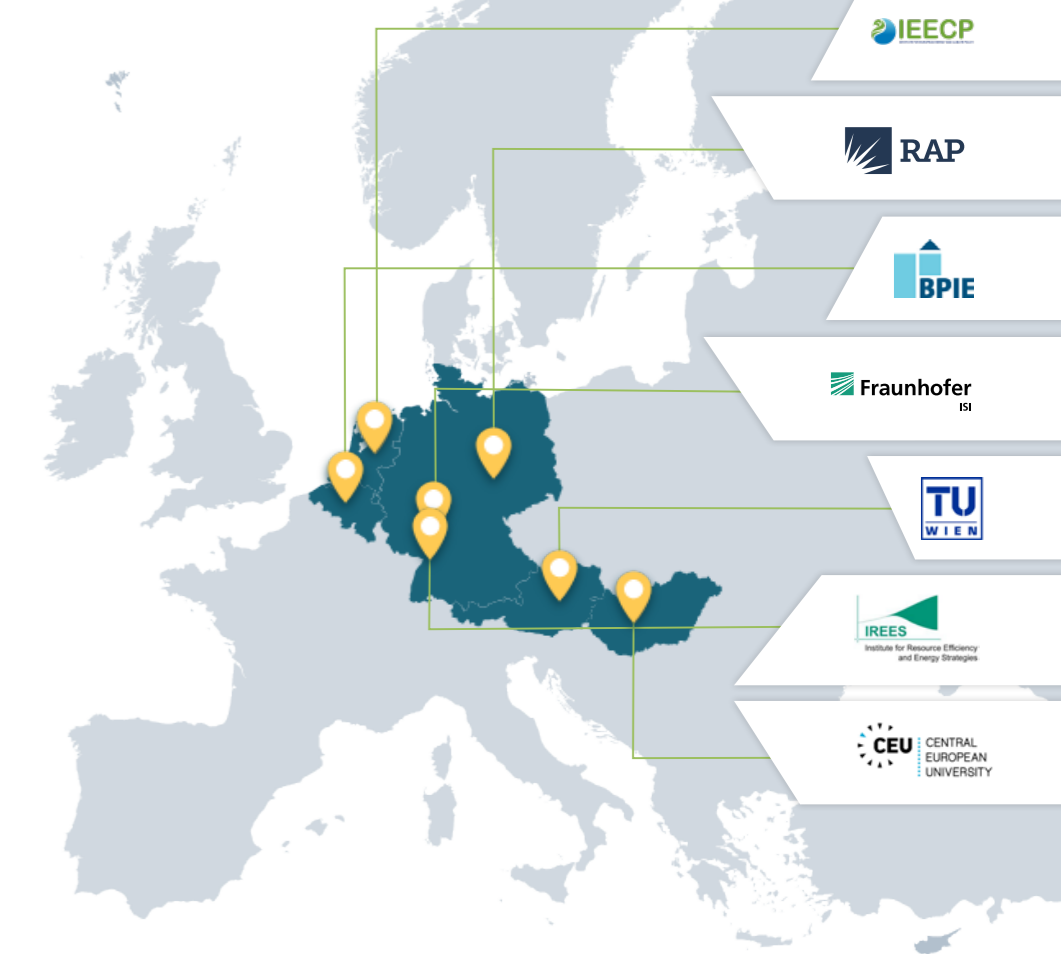 IEECP
RAP
BPIE
Fraunhofer
ISI
TU
WIEN
IREES
Institute for Resource Efficiency
and Energy Strategies
CEU
CENTRAL
EUROPEAN
UNIVERSITY